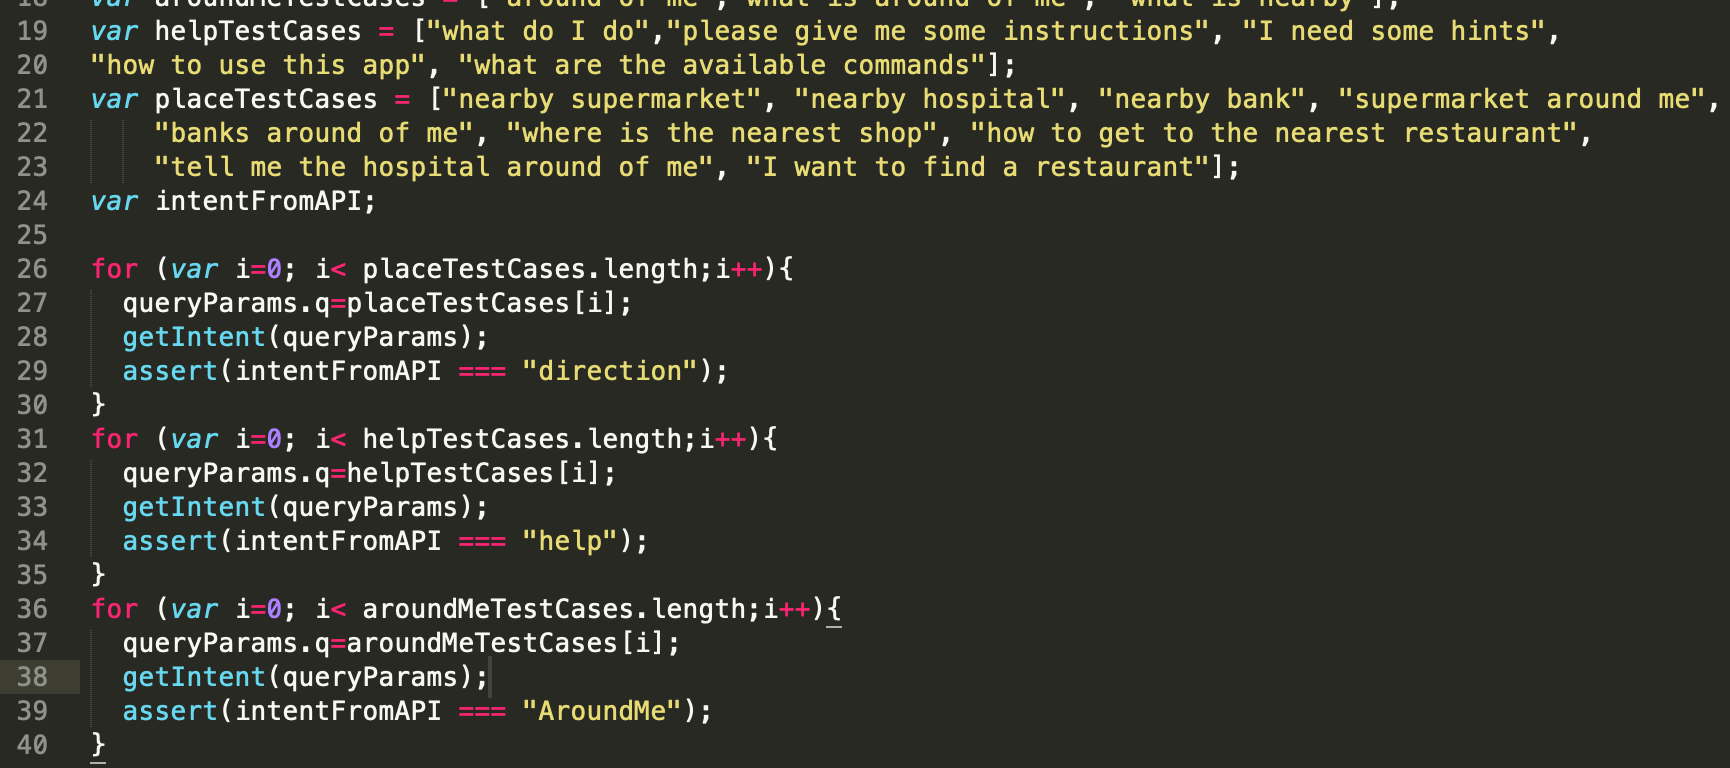 18 var aroundMeTestCases = ["around of me", "what is around of me", "what is nearby"];
19 var helpTestCases = ["what do I do","please give me some instructions", "I need some hints",
20 "how to use this app", "what are the available commands"];
21 var placeTestCases = ["nearby supermarket", "nearby hospital", "nearby bank", "supermarket around me",
22 "banks around of me", "where is the nearest shop", "how to get to the nearest restaurant",
23 "tell me the hospital around of me", "I want to find a restaurant"];
24 var intentFromAPI;
25
26 for (var i=0; i< placeTestCases.length;i++){
27 queryParams.q=placeTestCases[i];
28 getIntent(queryParams);
29 assert(intentFromAPI === "direction");
30 }
31 for (var i=0; i< helpTestCases.length;i++){
32 queryParams.q=helpTestCases[i];
33 getIntent(queryParams);
34 assert(intentFromAPI === "help");
35 }
36 for (var i=0; i< aroundMeTestCases.length;i++){
37 queryParams.q=aroundMeTestCases[i];
38 getIntent(queryParams);
39 assert(intentFromAPI === "AroundMe");
40 }